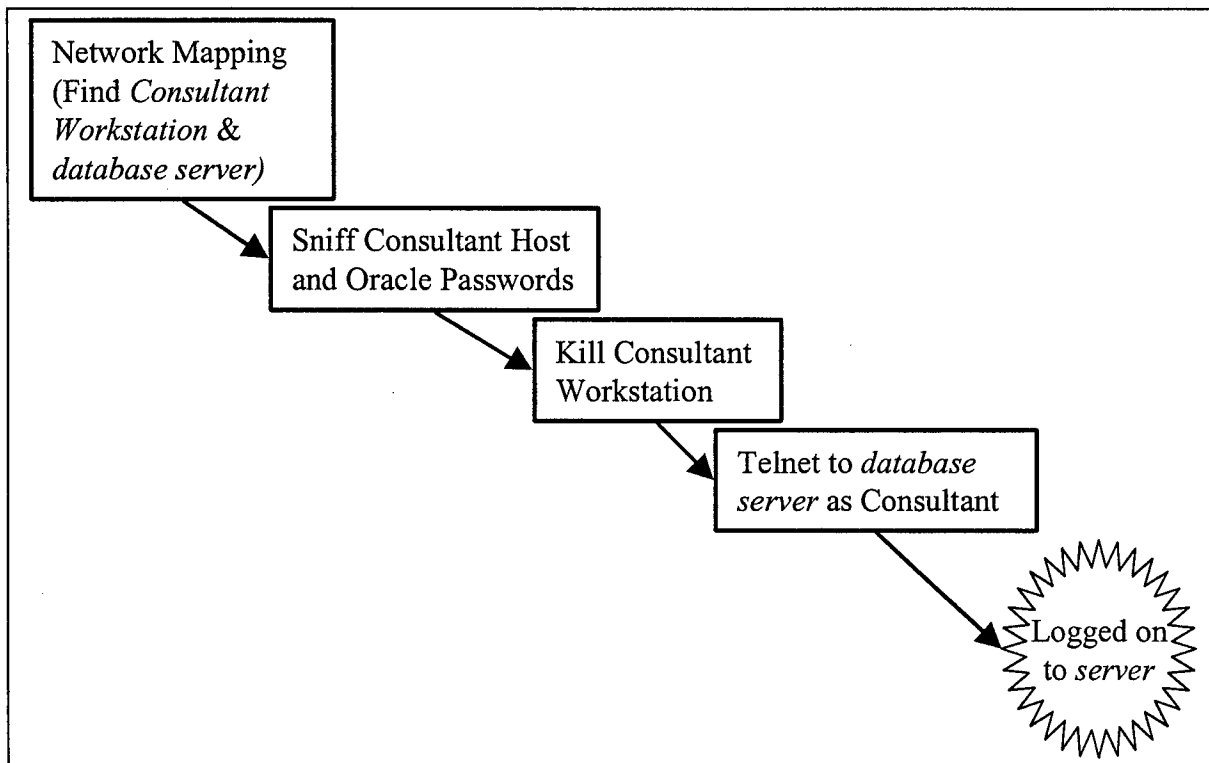 Network Mapping
(Find Consultant
Workstation &
database server)
Sniff Consultant Host
and Oracle Passwords
Kill Consultant
Workstation
Telnet to database
server as Consultant
Logged on
to server